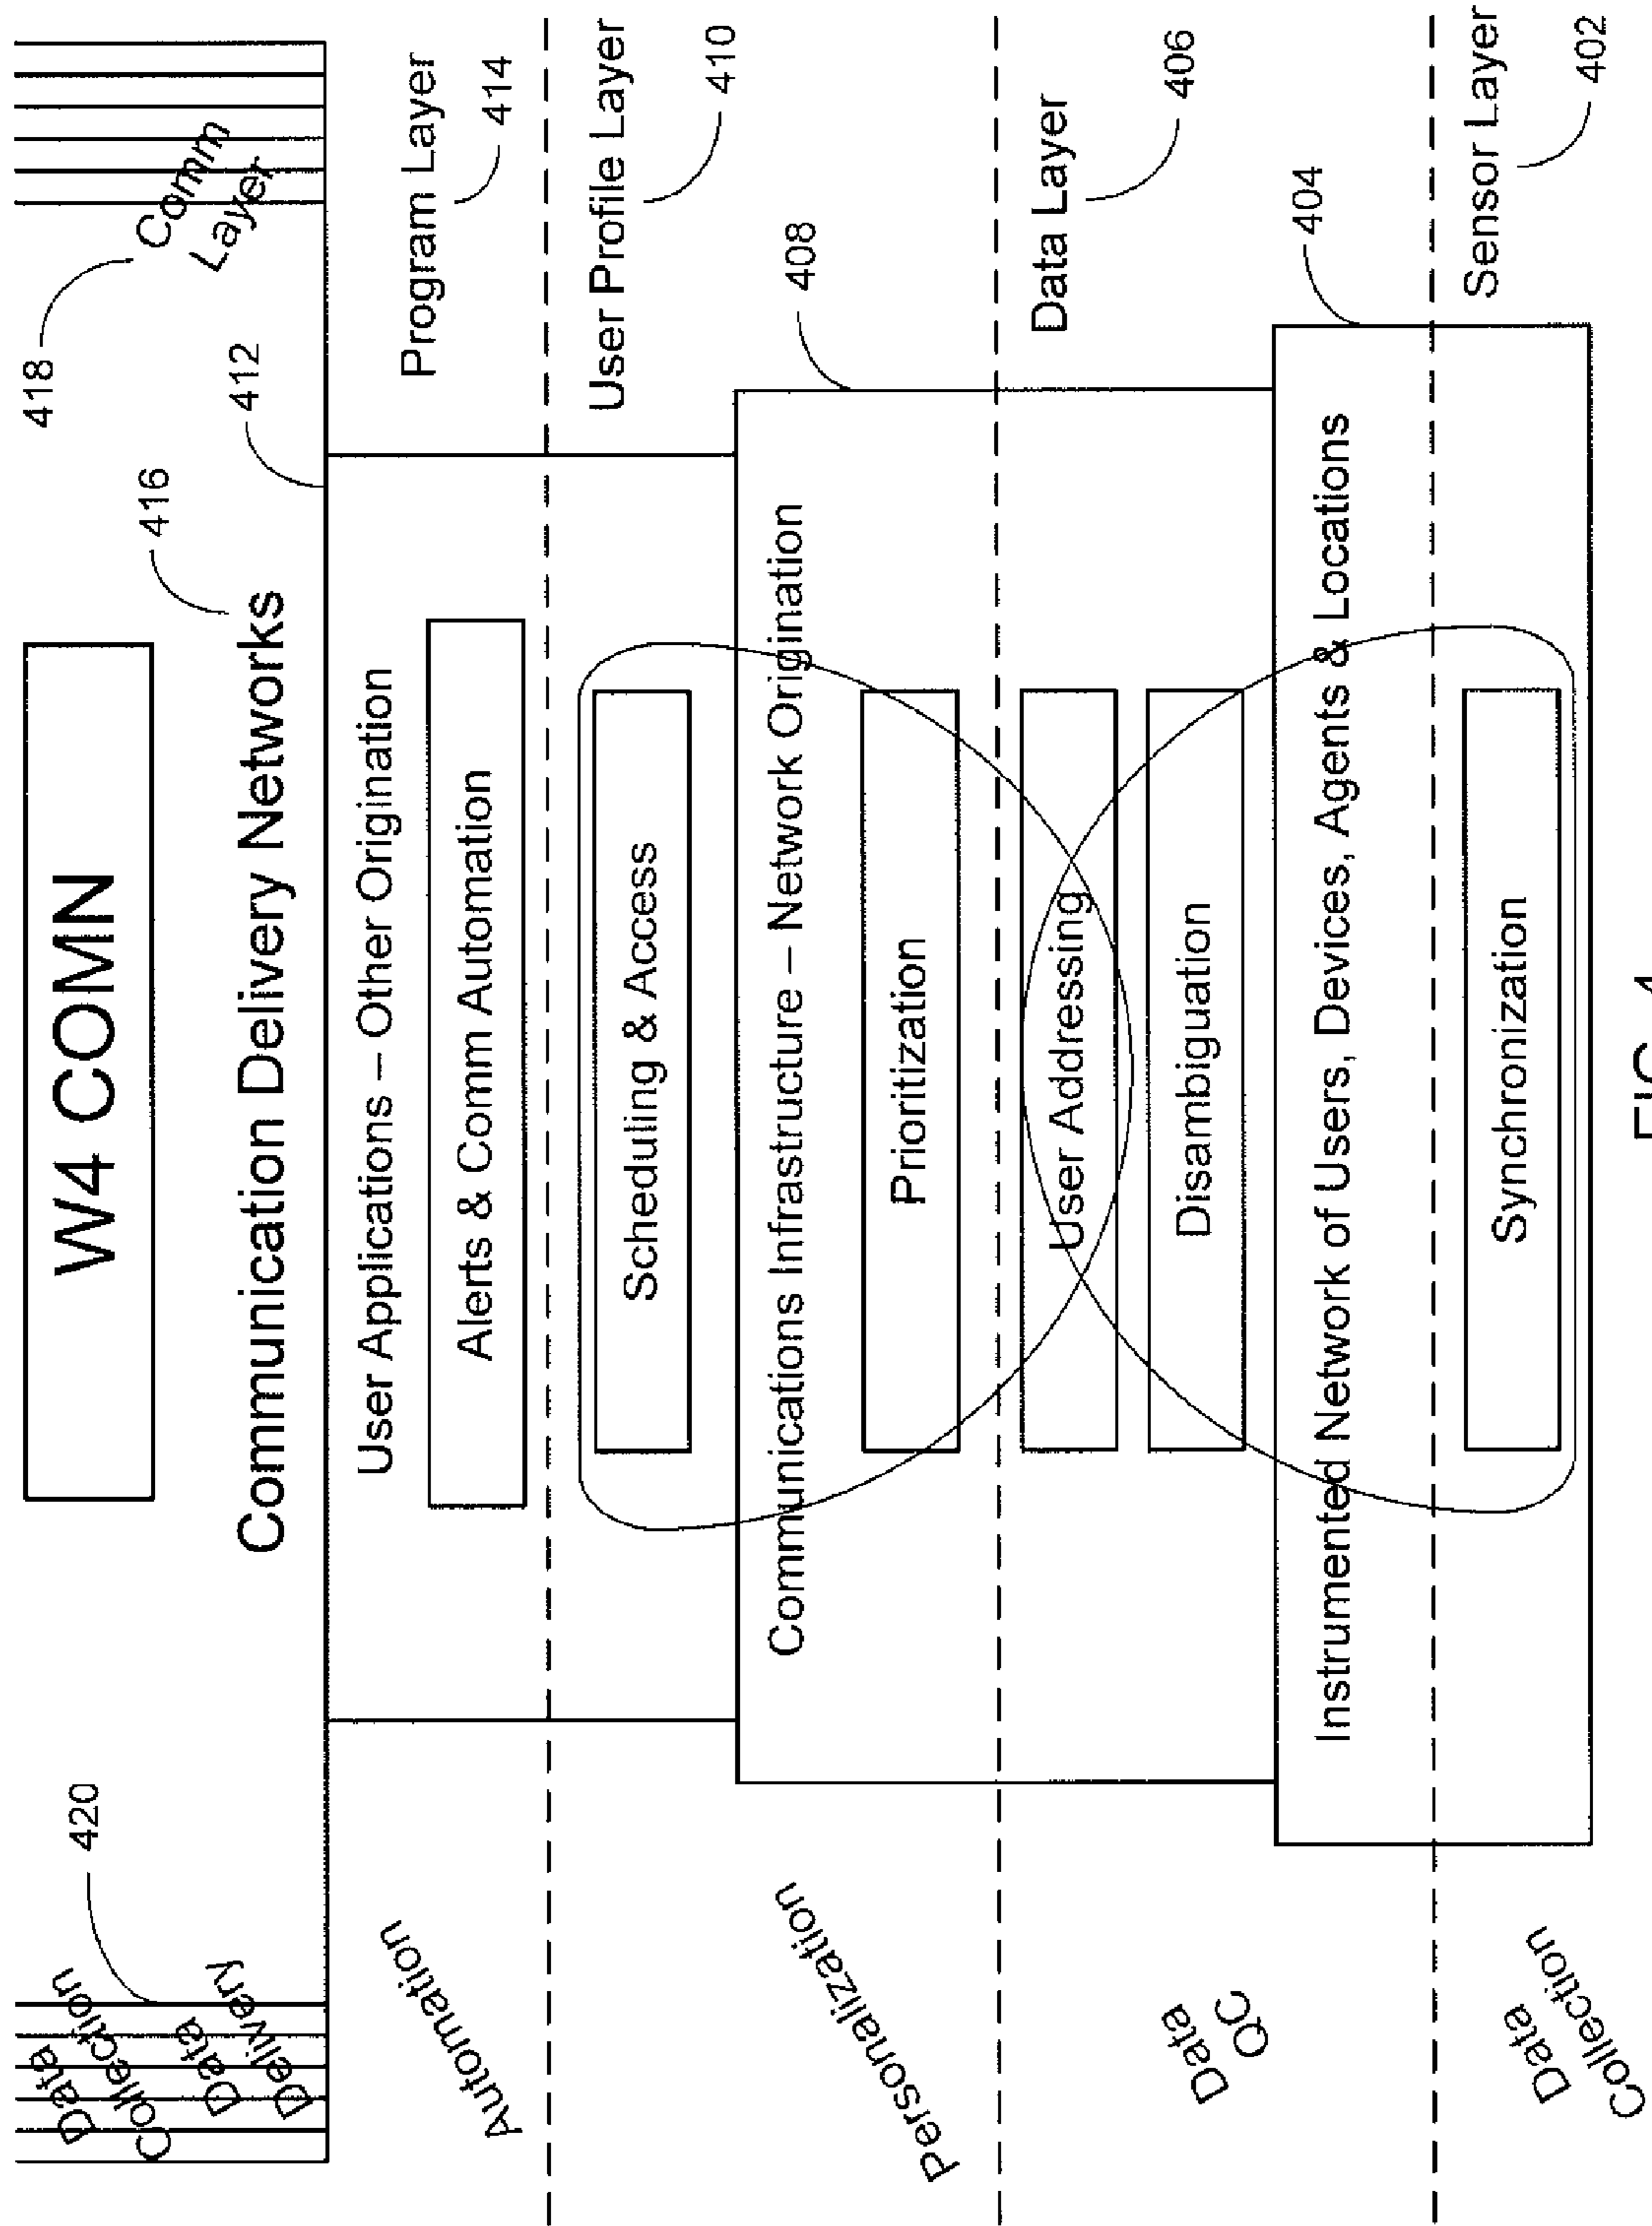 W4 COMN
418
Comm
Layer
420
Data
Collection
Data
Delivery
416
Communication Delivery Networks
412
User Applications – Other Origination
Program Layer
414
Automation
Alerts & Comm Automation
User Profile Layer
410
Scheduling & Access
408
Communications Infrastructure – Network Origination
Personalization
Prioritization
Data Layer
406
User Addressing
Data
QC
Disambiguation
404
Instrumented Network of Users, Devices, Agents & Locations
Sensor Layer
402
Data
Collection
Synchronization